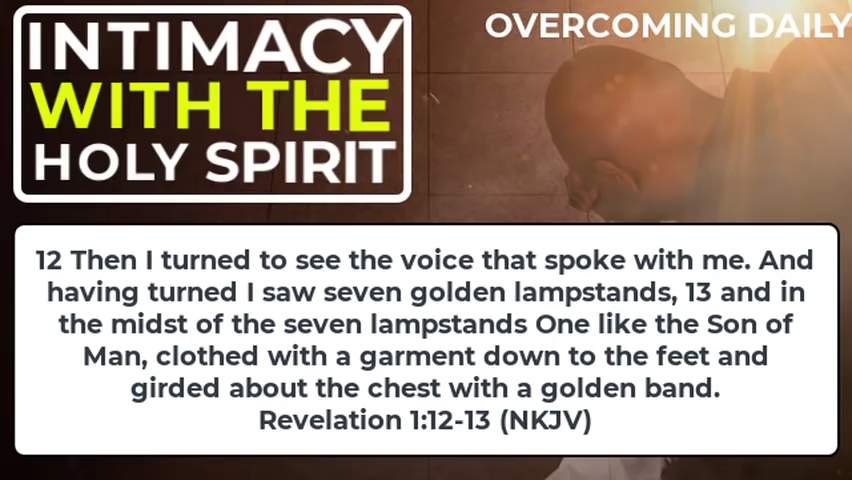 INTIMACY
WITH THE
HOLY SPIRIT
OVERCOMING DAILY
12 Then I turned to see the voice that spoke with me. And
having turned I saw seven golden lampstands, 13 and in
the midst of the seven lampstands One like the Son of
Man, clothed with a garment down to the feet and
girded about the chest with a golden band.
Revelation 1:12-13 (NKJV)